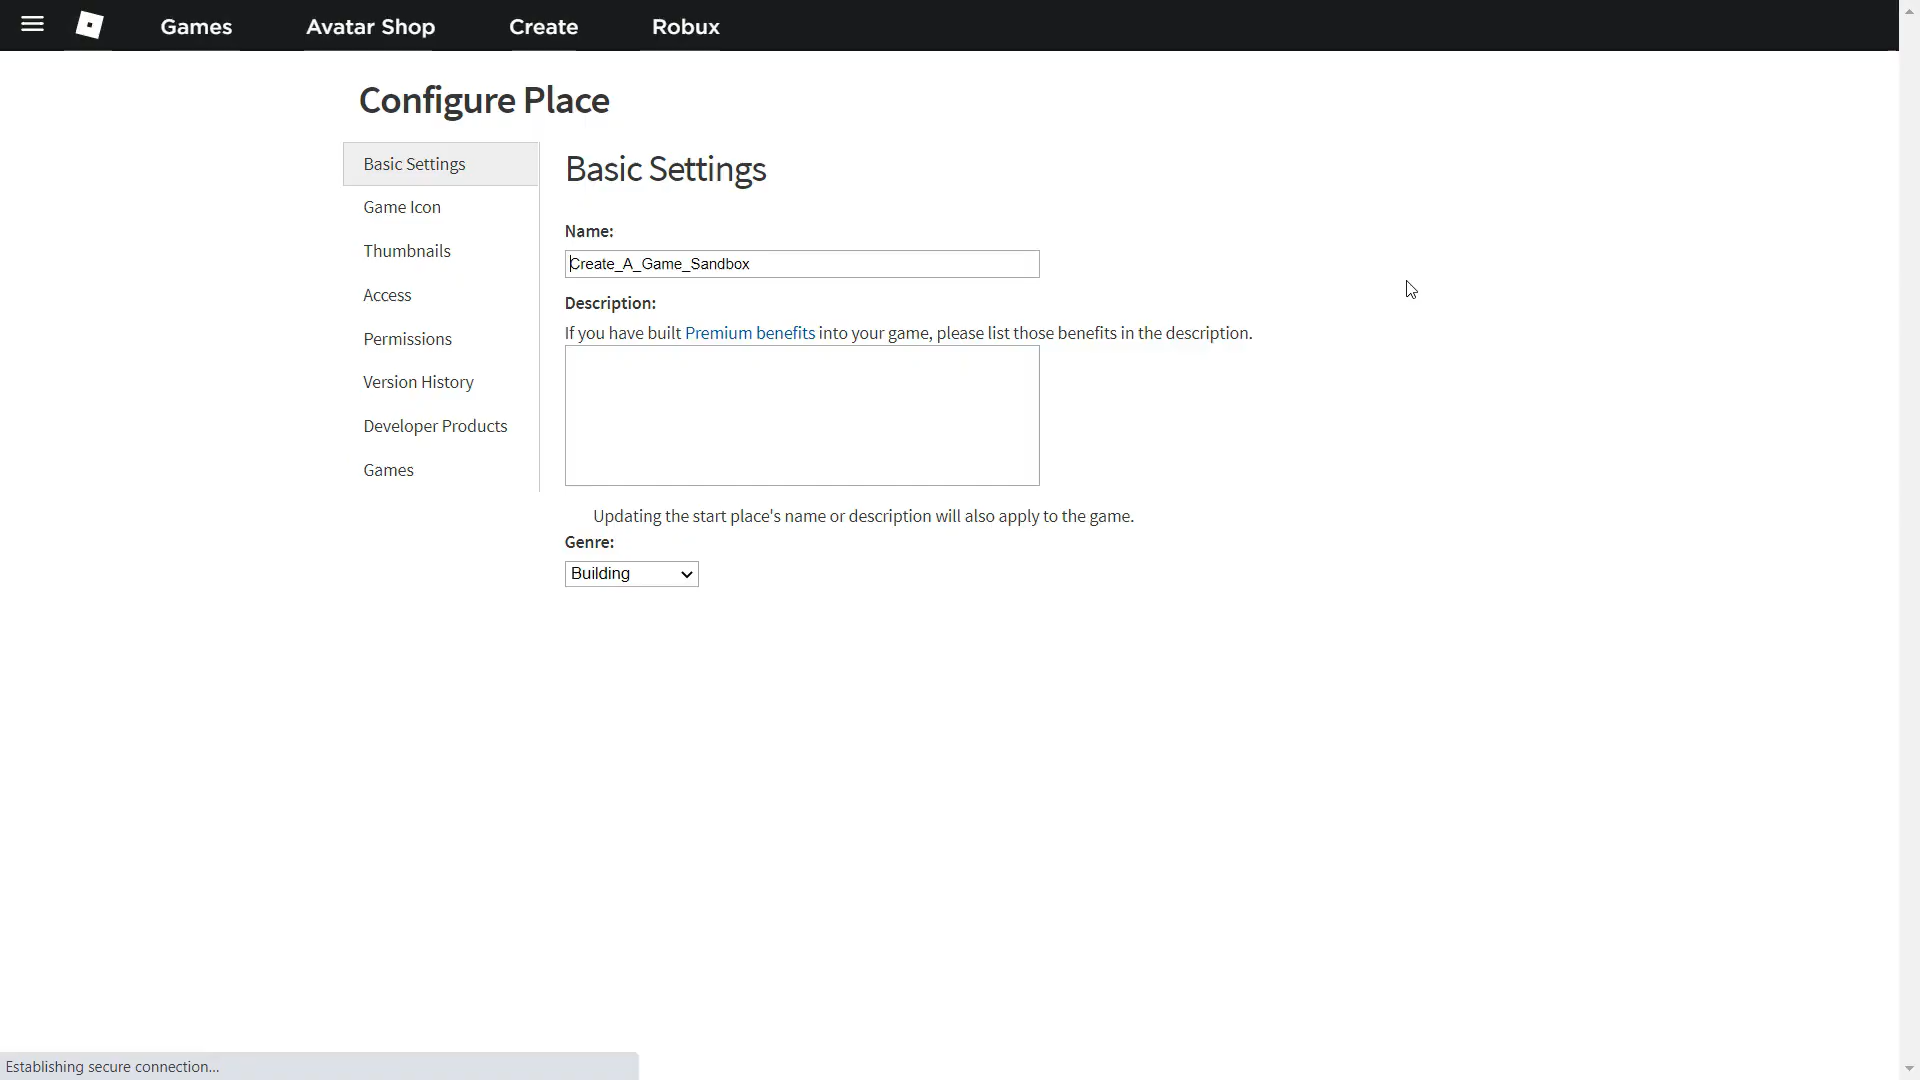 Games Avatar Shop Create Robux
Configure Place
Basic Settings
Game Icon
Thumbnails
Access
Permissions
Version History
Developer Products
Games
Basic Settings
Name:
Create_A_Game_Sandbox
Description:
If you have built Premium benefits into your game, please list those benefits in the description.
Updating the start place's name or description will also apply to the game.
Genre:
Building
Establishing secure connection...